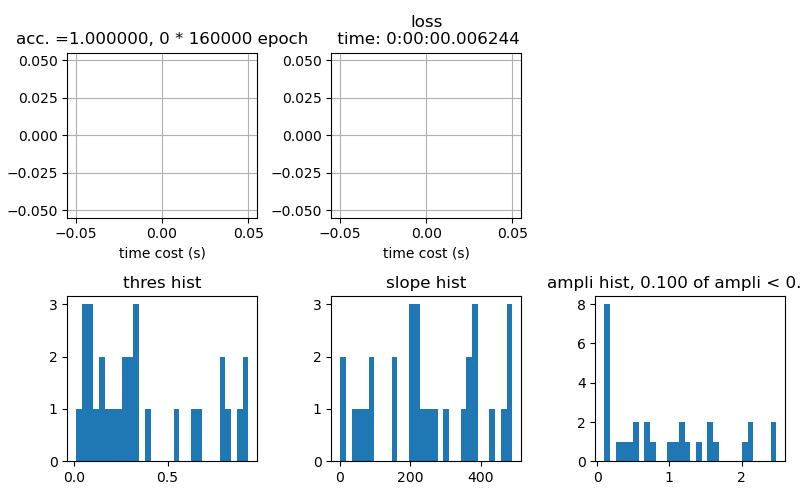 acc. =1.000000, 0 * 160000 epoch
loss
time: 0:00:00.006244
0.050
0.025
0.000
−0.025
−0.050
−0.05 0.00 0.05
time cost (s)
0.050
0.025
0.000
−0.025
−0.050
−0.05 0.00 0.05
time cost (s)
thres hist
3
2
1
0
0.0 0.5
slope hist
3
2
1
0
0 200 400
ampli hist, 0.100 of ampli < 0.
8
6
4
2
0
0 1 2